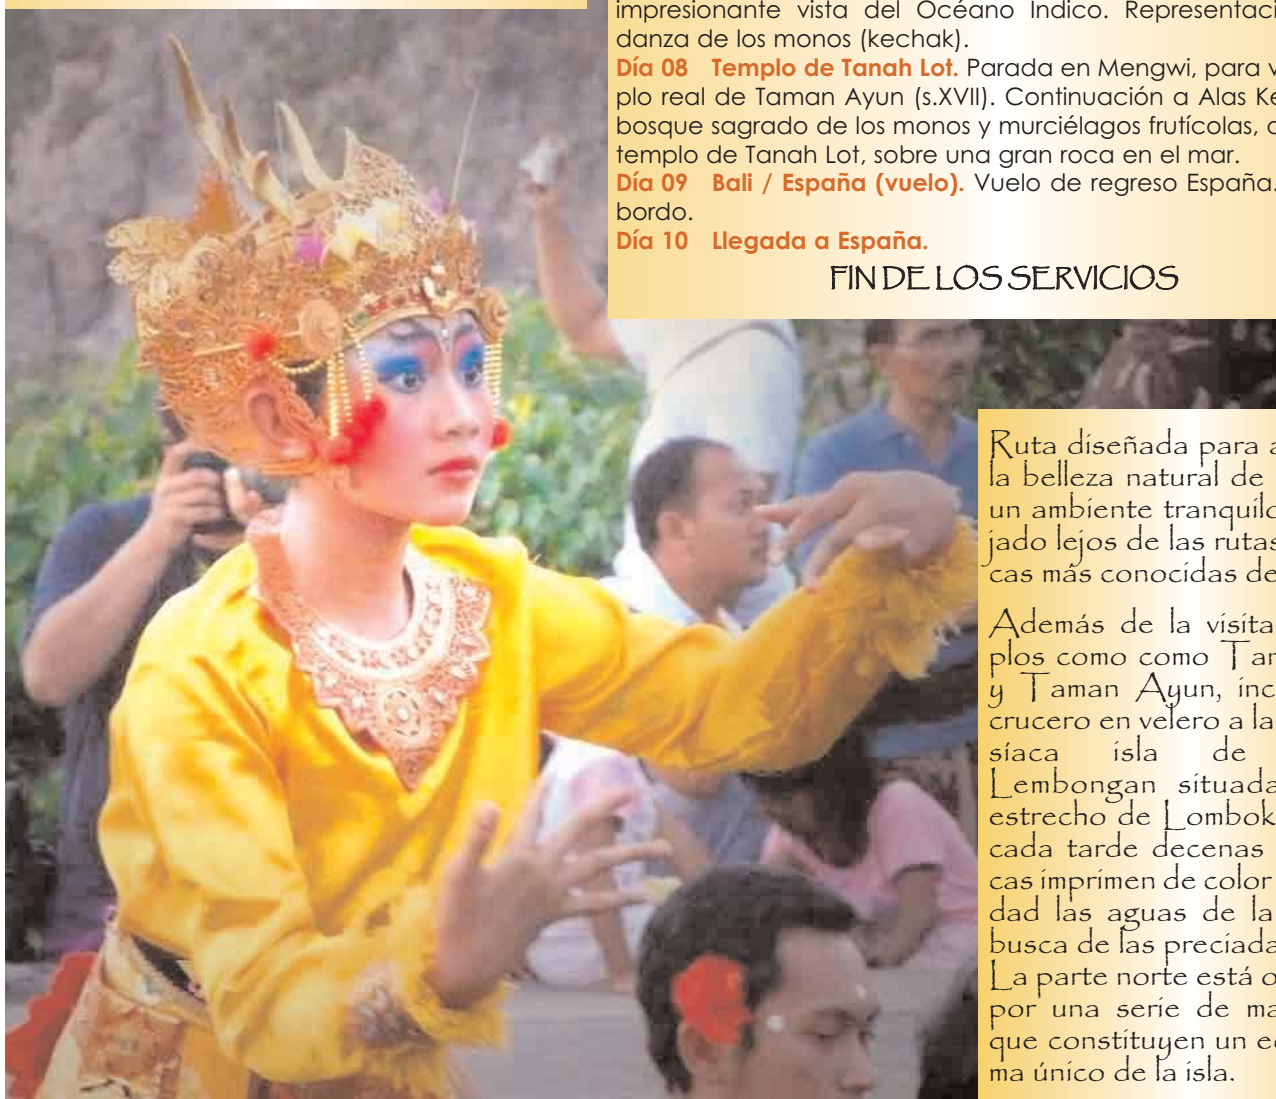 impresionante vista del Océano Indico. Representaci
danza de los monos (kechak).
Día 08 Templo de Tanah Lot. Parada en Mengwi, para v
plo real de Taman Ayun (s.XVII). Continuación a Alas Ke
bosque sagrado de los monos y murciélagos frutícolas,
templo de Tanah Lot, sobre una gran roca en el mar.
Día 09 Bali / España (vuelo). Vuelo de regreso España.
bordo.
Día 10 Llegada a España.
FIN DE LOS SERVICIOS
Ruta diseñada para a
la belleza natural de
un ambiente tranquilo
jado lejos de las rutas
cas más conocidas de
Además de la visita
plos como como Tan
y Taman Ayun, inc
crucero en velero a la
síaca isla de
Lembongan situada
estrecho de Lombok
cada tarde decenas
cas imprimen de color
dad las aguas de la
busca de las preciada
La parte norte está o
por una serie de ma
que constituyen un e
ma único de la isla.